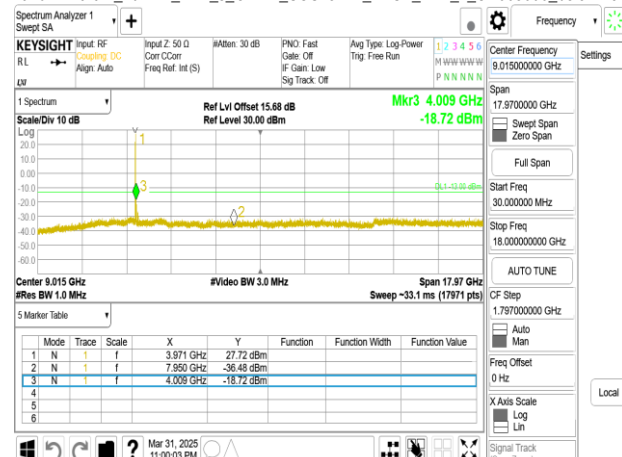 Spectrum Analyzer 1
Swept SA
Frequency
KEYSIGHT
RL
LXI
Input: RF
Coupling: DC
Align: Auto
Input Z: 50 Ω
Corr CCorr
Freq Ref: Int (S)
#Atten: 30 dB
PNO: Fast
Gate: Off
IF Gain: Low
Sig Track: Off
Avg Type: Log-Power
Trig: Free Run
1 2 3 4 5 6
M W W W W W
P N N N N N
Center Frequency
9.015000000 GHz
Settings
1 Spectrum
Scale/Div 10 dB
Ref Lvl Offset 15.68 dB
Ref Level 30.00 dBm
Mkr3 4.009 GHz
-18.72 dBm
Span
17.9700000 GHz
Swept Span
Zero Span
Full Span
Start Freq
30.000000 MHz
Stop Freq
18.000000000 GHz
AUTO TUNE
CF Step
1.797000000 GHz
Auto
Man
Freq Offset
0 Hz
X Axis Scale
Log
Lin
Local
Signal Track
Log
20.0
10.0
0.00
-10.0
-20.0
-30.0
-40.0
-50.0
-60.0
1
3
2
DL1 -13.00 dBm
Center 9.015 GHz
#Res BW 1.0 MHz
#Video BW 3.0 MHz
Span 17.97 GHz
Sweep ~33.1 ms (17971 pts)
5 Marker Table
Mode Trace Scale X Y Function Function Width Function Value
1 N 1 f 3.971 GHz 27.72 dBm
2 N 1 f 7.950 GHz -36.48 dBm
3 N 1 f 4.009 GHz -18.72 dBm
4
5
6
?
Mar 31, 2025
11:00:03 PM